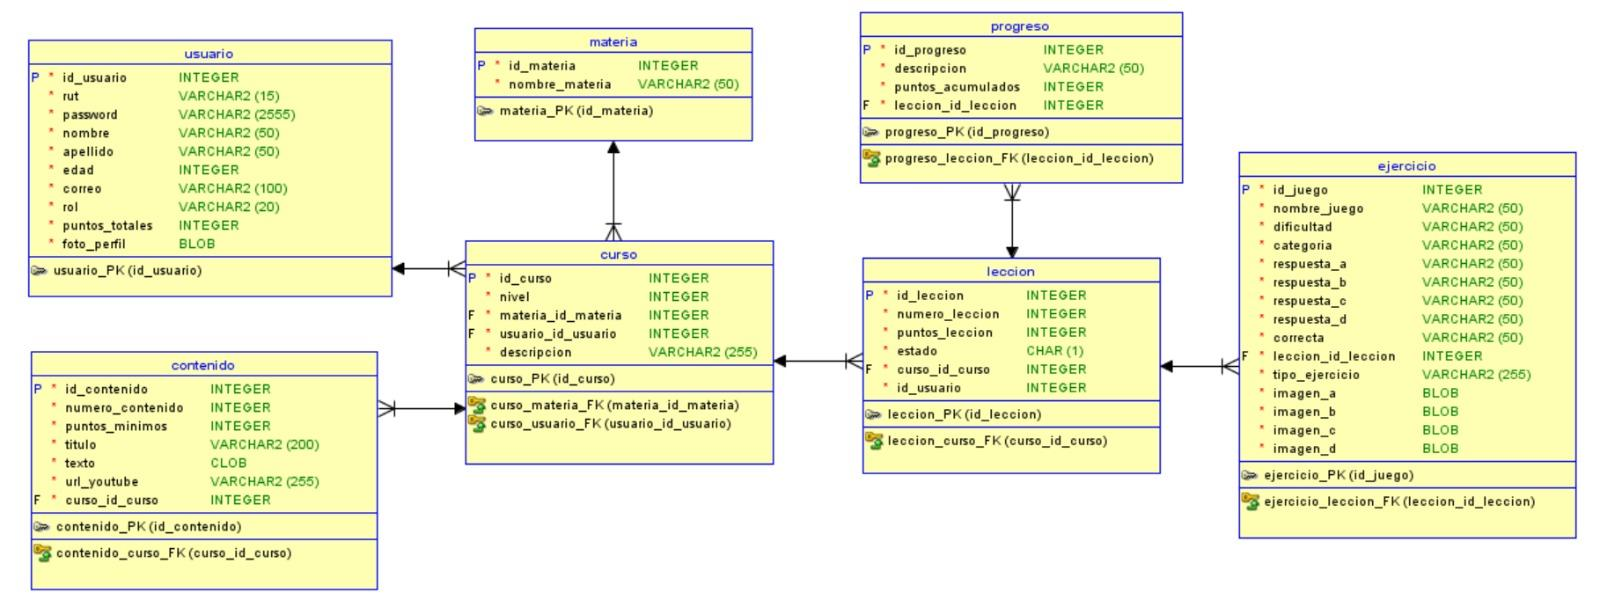 usuario
P * id_usuario INTEGER
* rut VARCHAR2 (15)
* password VARCHAR2 (2555)
* nombre VARCHAR2 (50)
* apellido VARCHAR2 (50)
* edad INTEGER
* correo VARCHAR2 (100)
* rol VARCHAR2 (20)
* puntos_totales INTEGER
* foto_perfil BLOB
usuario_PK (id_usuario)
materia
P * id_materia INTEGER
* nombre_materia VARCHAR2 (50)
materia_PK (id_materia)
progreso
P * id_progreso INTEGER
* descripcion VARCHAR2 (50)
* puntos_acumulados INTEGER
F * leccion_id_leccion INTEGER
progreso_PK (id_progreso)
progreso_leccion_FK (leccion_id_leccion)
ejercicio
P * id_juego INTEGER
* nombre_juego VARCHAR2 (50)
* dificultad VARCHAR2 (50)
* categoria VARCHAR2 (50)
* respuesta_a VARCHAR2 (50)
* respuesta_b VARCHAR2 (50)
* respuesta_c VARCHAR2 (50)
* respuesta_d VARCHAR2 (50)
* correcta VARCHAR2 (50)
F * leccion_id_leccion INTEGER
* tipo_ejercicio VARCHAR2 (255)
* imagen_a BLOB
* imagen_b BLOB
* imagen_c BLOB
* imagen_d BLOB
ejercicio_PK (id_juego)
ejercicio_leccion_FK (leccion_id_leccion)
curso
P * id_curso INTEGER
* nivel INTEGER
F * materia_id_materia INTEGER
F * usuario_id_usuario INTEGER
* descripcion VARCHAR2 (255)
curso_PK (id_curso)
curso_materia_FK (materia_id_materia)
curso_usuario_FK (usuario_id_usuario)
leccion
P * id_leccion INTEGER
* numero_leccion INTEGER
* puntos_leccion INTEGER
* estado CHAR (1)
F * curso_id_curso INTEGER
* id_usuario INTEGER
leccion_PK (id_leccion)
leccion_curso_FK (curso_id_curso)
contenido
P * id_contenido INTEGER
* numero_contenido INTEGER
* puntos_minimos INTEGER
* titulo VARCHAR2 (200)
* texto CLOB
* url_youtube VARCHAR2 (255)
F * curso_id_curso INTEGER
contenido_PK (id_contenido)
contenido_curso_FK (curso_id_curso)